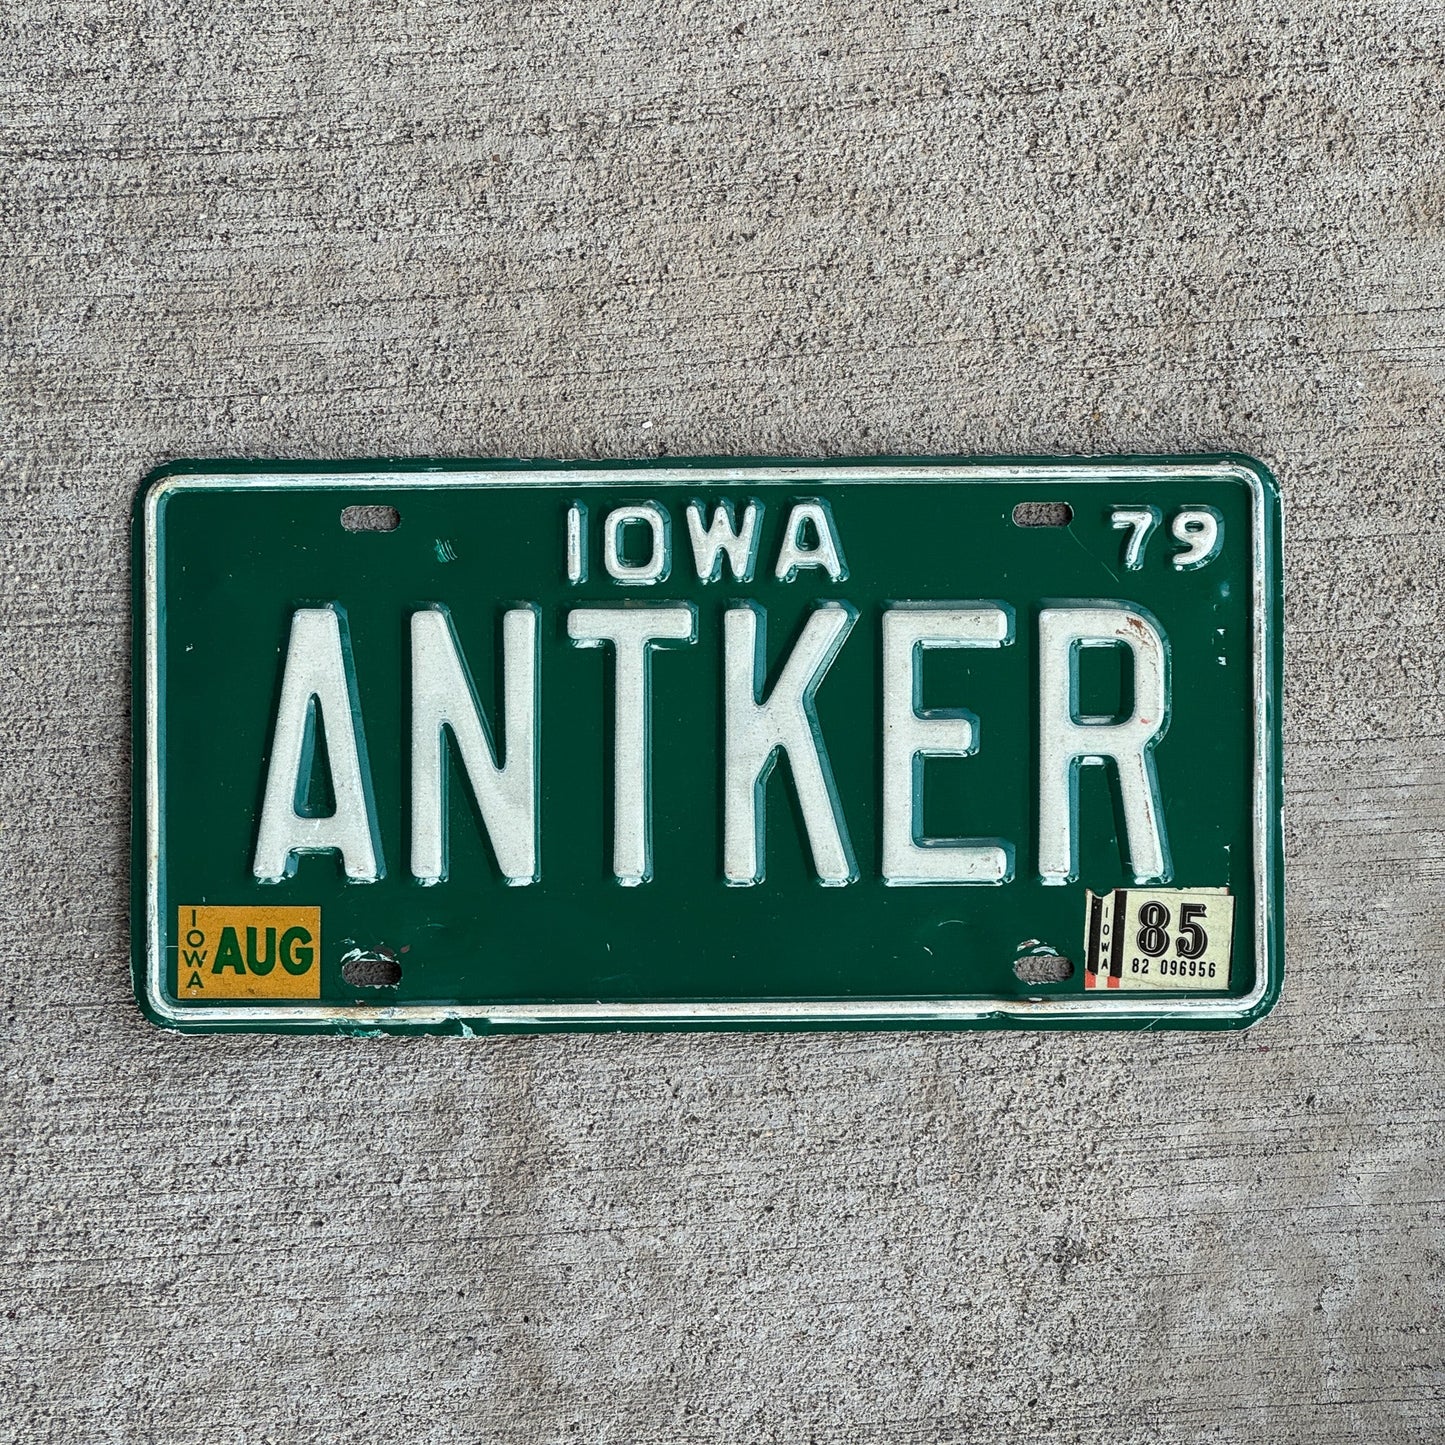 IOWA 79
ANTKER
IOWA AUG
IOWA 85
82 096956